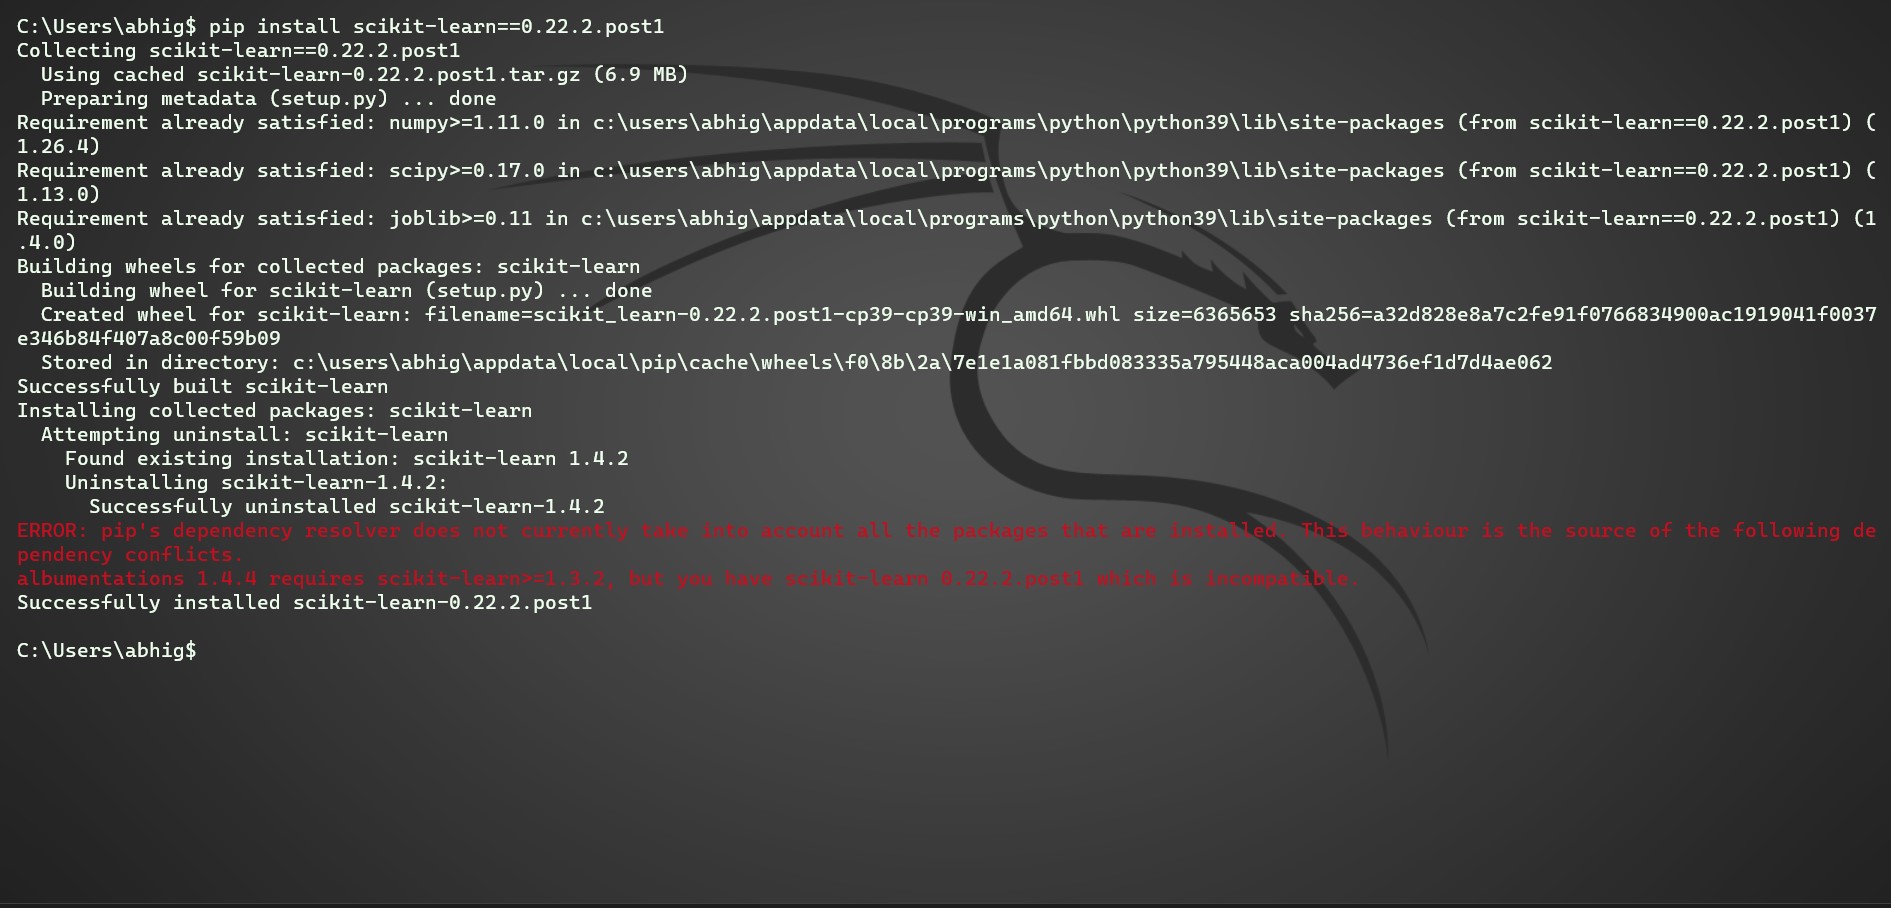 C:\Users\abhig$ pip install scikit-learn==0.22.2.post1
Collecting scikit-learn==0.22.2.post1
  Using cached scikit-learn-0.22.2.post1.tar.gz (6.9 MB)
  Preparing metadata (setup.py) ... done
Requirement already satisfied: numpy>=1.11.0 in c:\users\abhig\appdata\local\programs\python\python39\lib\site-packages (from scikit-learn==0.22.2.post1) (
1.26.4)
Requirement already satisfied: scipy>=0.17.0 in c:\users\abhig\appdata\local\programs\python\python39\lib\site-packages (from scikit-learn==0.22.2.post1) (
1.13.0)
Requirement already satisfied: joblib>=0.11 in c:\users\abhig\appdata\local\programs\python\python39\lib\site-packages (from scikit-learn==0.22.2.post1) (1
.4.0)
Building wheels for collected packages: scikit-learn
  Building wheel for scikit-learn (setup.py) ... done
  Created wheel for scikit-learn: filename=scikit_learn-0.22.2.post1-cp39-cp39-win_amd64.whl size=6365653 sha256=a32d828e8a7c2fe91f0766834900ac1919041f0037
e346b84f407a8c00f59b09
  Stored in directory: c:\users\abhig\appdata\local\pip\cache\wheels\f0\8b\2a\7e1e1a081fbbd083335a795448aca004ad4736ef1d7d4ae062
Successfully built scikit-learn
Installing collected packages: scikit-learn
  Attempting uninstall: scikit-learn
    Found existing installation: scikit-learn 1.4.2
    Uninstalling scikit-learn-1.4.2:
      Successfully uninstalled scikit-learn-1.4.2
ERROR: pip's dependency resolver does not currently take into account all the packages that are installed. This behaviour is the source of the following de
pendency conflicts.
albumentations 1.4.4 requires scikit-learn>=1.3.2, but you have scikit-learn 0.22.2.post1 which is incompatible.
Successfully installed scikit-learn-0.22.2.post1
C:\Users\abhig$